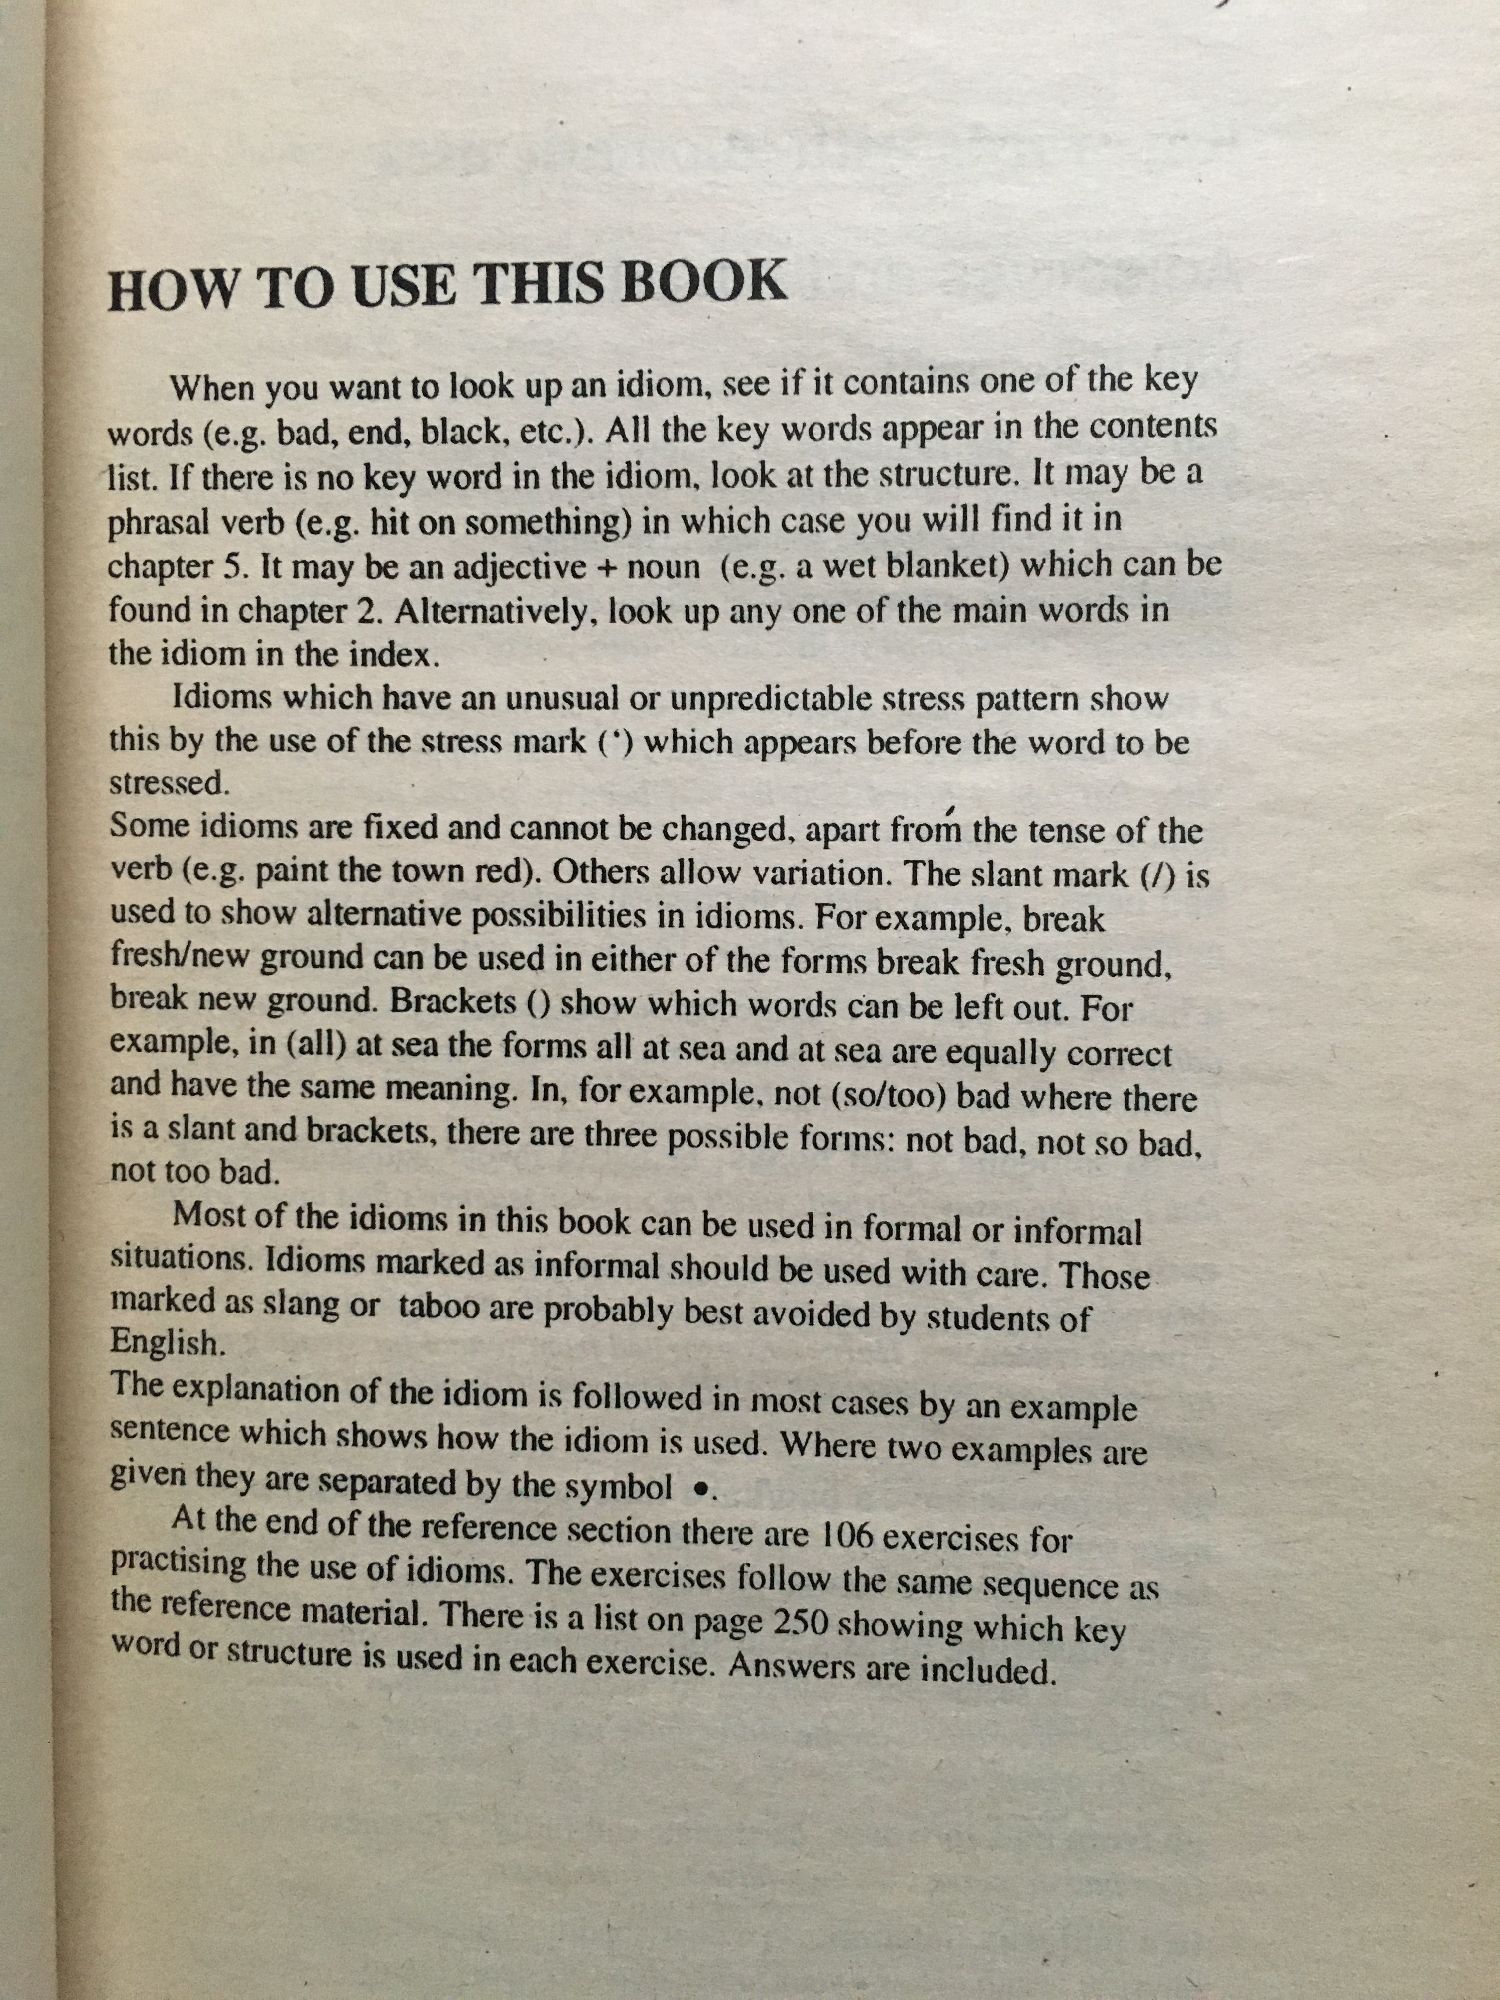 HOW TO USE THIS BOOK
When you want to look up an idiom, see if it contains one of the key
words (e.g. bad, end, black, etc.). All the key words appear in the contents
list. If there is no key word in the idiom, look at the structure. It may be a
phrasal verb (e.g. hit on something) in which case you will find it in
chapter 5. It may be an adjective + noun (e.g. a wet blanket) which can be
found in chapter 2. Alternatively, look up any one of the main words in
the idiom in the index.
Idioms which have an unusual or unpredictable stress pattern show
this by the use of the stress mark (') which appears before the word to be
stressed.
Some idioms are fixed and cannot be changed, apart from the tense of the
verb (e.g. paint the town red). Others allow variation. The slant mark (/) is
used to show alternative possibilities in idioms. For example, break
fresh/new ground can be used in either of the forms break fresh ground,
break new ground. Brackets () show which words can be left out. For
example, in (all) at sea the forms all at sea and at sea are equally correct
and have the same meaning. In, for example, not (so/too) bad where there
is a slant and brackets, there are three possible forms: not bad, not so bad,
not too bad.
Most of the idioms in this book can be used in formal or informal
situations. Idioms marked as informal should be used with care. Those
marked as slang or taboo are probably best avoided by students of
English.
The explanation of the idiom is followed in most cases by an example
sentence which shows how the idiom is used. Where two examples are
given they are separated by the symbol •.
At the end of the reference section there are 106 exercises for
practising the use of idioms. The exercises follow the same sequence as
the reference material. There is a list on page 250 showing which key
word or structure is used in each exercise. Answers are included.